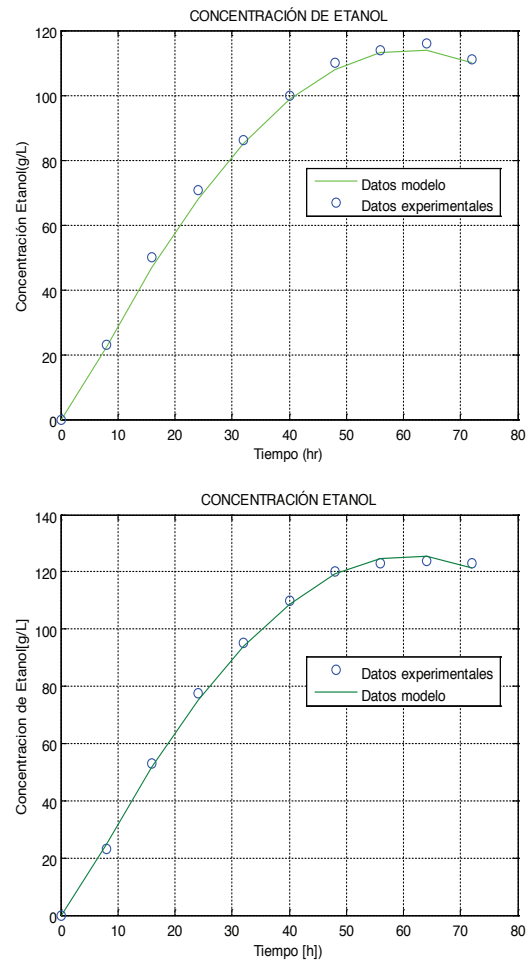 CONCENTRACIÓN DE ETANOL
120
100
80
60
40
20
0
Concentración Etanol(g/L)
Datos modelo
Datos experimentales
0 10 20 30 40 50 60 70 80
Tiempo (hr)
CONCENTRACIÓN ETANOL
140
120
100
80
60
40
20
0
Concentracion de Etanol[g/L]
Datos experimentales
Datos modelo
0 10 20 30 40 50 60 70 80
Tiempo [h])